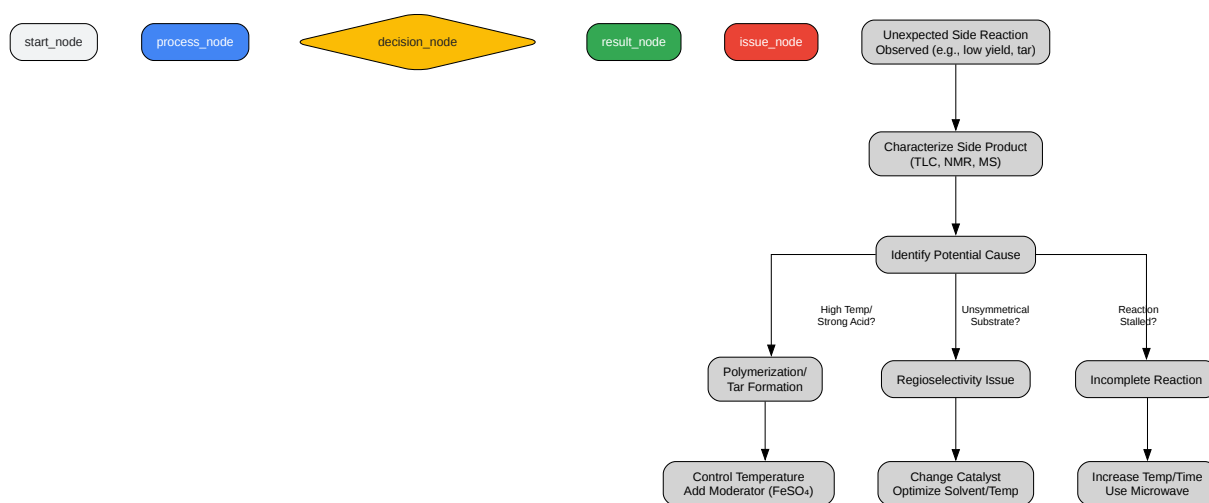 start_node
process_node
decision_node
result_node
issue_node
Unexpected Side Reaction
Observed (e.g., low yield, tar)
Characterize Side Product
(TLC, NMR, MS)
Identify Potential Cause
High Temp/
Strong Acid?
Unsymmetrical
Substrate?
Reaction
Stalled?
Polymerization/
Tar Formation
Regioselectivity Issue
Incomplete Reaction
Control Temperature
Add Moderator (FeSO₄)
Change Catalyst
Optimize Solvent/Temp
Increase Temp/Time
Use Microwave